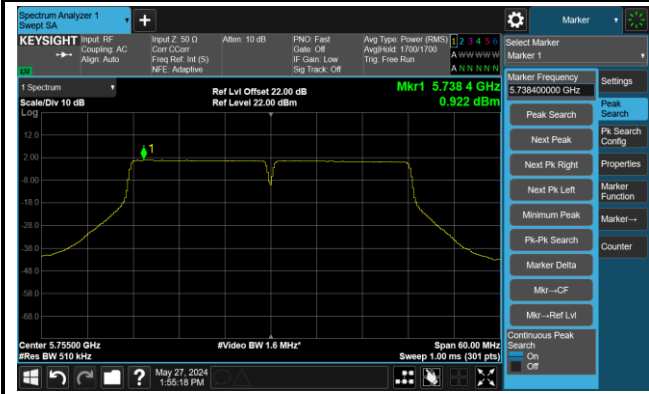 Spectrum Analyzer 1
Swept SA
+
Marker
KEYSIGHT
Input: RF
Coupling: AC
Align: Auto
Input Z: 50 Ω
Corr CCorr
Freq Ref: Int (S)
NFE: Adaptive
Atten: 10 dB
PNO: Fast
Gate: Off
IF Gain: Low
Sig Track: Off
Avg Type: Power (RMS)
Avg|Hold: 1700/1700
Trig: Free Run
1 2 3 4 5 6
A W W W W W
A N N N N N
LXI
Select Marker
Marker 1
1 Spectrum
Scale/Div 10 dB
Log
Ref Lvl Offset 22.00 dB
Ref Level 22.00 dBm
Mkr1 5.738 4 GHz
0.922 dBm
12.0
2.00
-8.00
-18.0
-28.0
-38.0
-48.0
-58.0
-68.0
1
Center 5.75500 GHz
#Res BW 510 kHz
#Video BW 1.6 MHz*
Span 60.00 MHz
Sweep 1.00 ms (301 pts)
Marker Frequency
5.738400000 GHz
Peak Search
Next Peak
Next Pk Right
Next Pk Left
Minimum Peak
Pk-Pk Search
Marker Delta
Mkr→CF
Mkr→Ref Lvl
Continuous Peak
Search
On
Off
Settings
Peak
Search
Pk Search
Config
Properties
Marker
Function
Marker→
Counter
?
May 27, 2024
1:55:18 PM